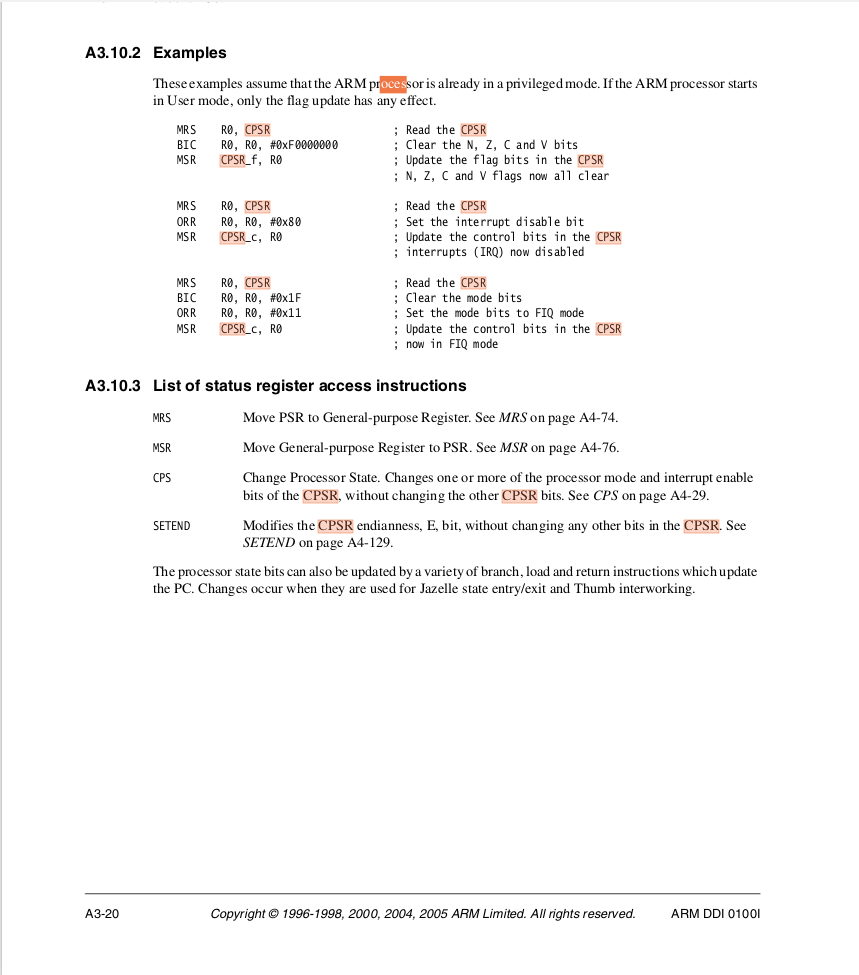 A3.10.2 Examples
These examples assume that the ARM processor is already in a privileged mode. If the ARM processor starts
in User mode, only the flag update has any effect.
MRS R0, CPSR ; Read the CPSR
BIC R0, R0, #0xF0000000 ; Clear the N, Z, C and V bits
MSR CPSR_f, R0 ; Update the flag bits in the CPSR
; N, Z, C and V flags now all clear
MRS R0, CPSR ; Read the CPSR
ORR R0, R0, #0x80 ; Set the interrupt disable bit
MSR CPSR_c, R0 ; Update the control bits in the CPSR
; interrupts (IRQ) now disabled
MRS R0, CPSR ; Read the CPSR
BIC R0, R0, #0x1F ; Clear the mode bits
ORR R0, R0, #0x11 ; Set the mode bits to FIQ mode
MSR CPSR_c, R0 ; Update the control bits in the CPSR
; now in FIQ mode
A3.10.3 List of status register access instructions
MRS Move PSR to General-purpose Register. See MRS on page A4-74.
MSR Move General-purpose Register to PSR. See MSR on page A4-76.
CPS Change Processor State. Changes one or more of the processor mode and interrupt enable
bits of the CPSR, without changing the other CPSR bits. See CPS on page A4-29.
SETEND Modifies the CPSR endianness, E, bit, without changing any other bits in the CPSR. See
SETEND on page A4-129.
The processor state bits can also be updated by a variety of branch, load and return instructions which update
the PC. Changes occur when they are used for Jazelle state entry/exit and Thumb interworking.
A3-20 Copyright © 1996-1998, 2000, 2004, 2005 ARM Limited. All rights reserved. ARM DDI 0100I